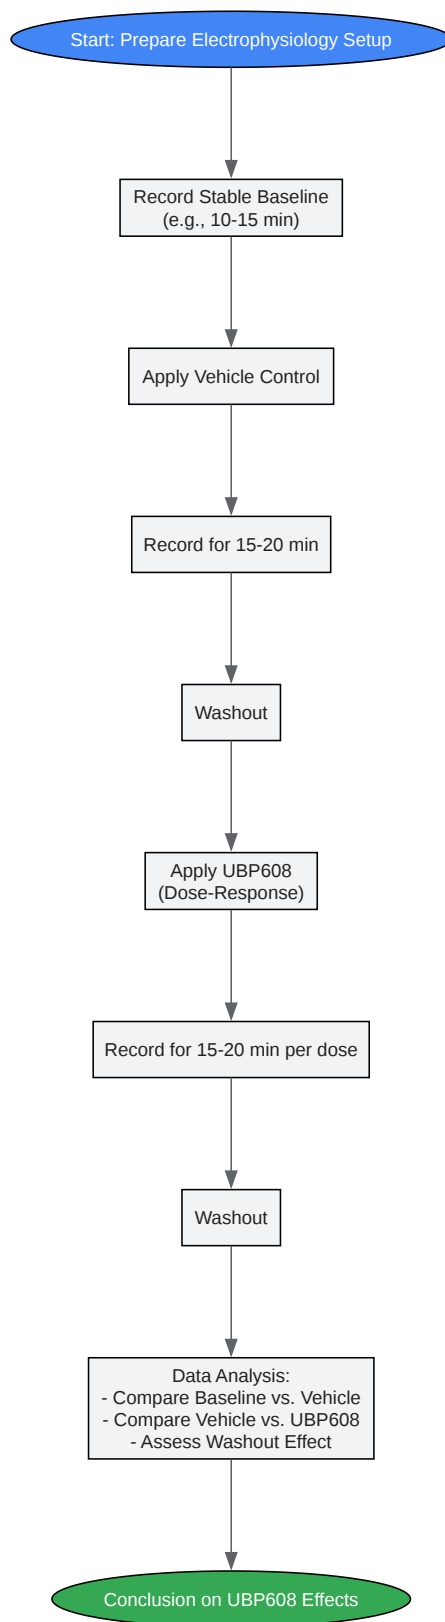 Start: Prepare Electrophysiology Setup
Record Stable Baseline
(e.g., 10-15 min)
Apply Vehicle Control
Record for 15-20 min
Washout
Apply UBP608
(Dose-Response)
Record for 15-20 min per dose
Washout
Data Analysis:
- Compare Baseline vs. Vehicle
- Compare Vehicle vs. UBP608
- Assess Washout Effect
Conclusion on UBP608 Effects